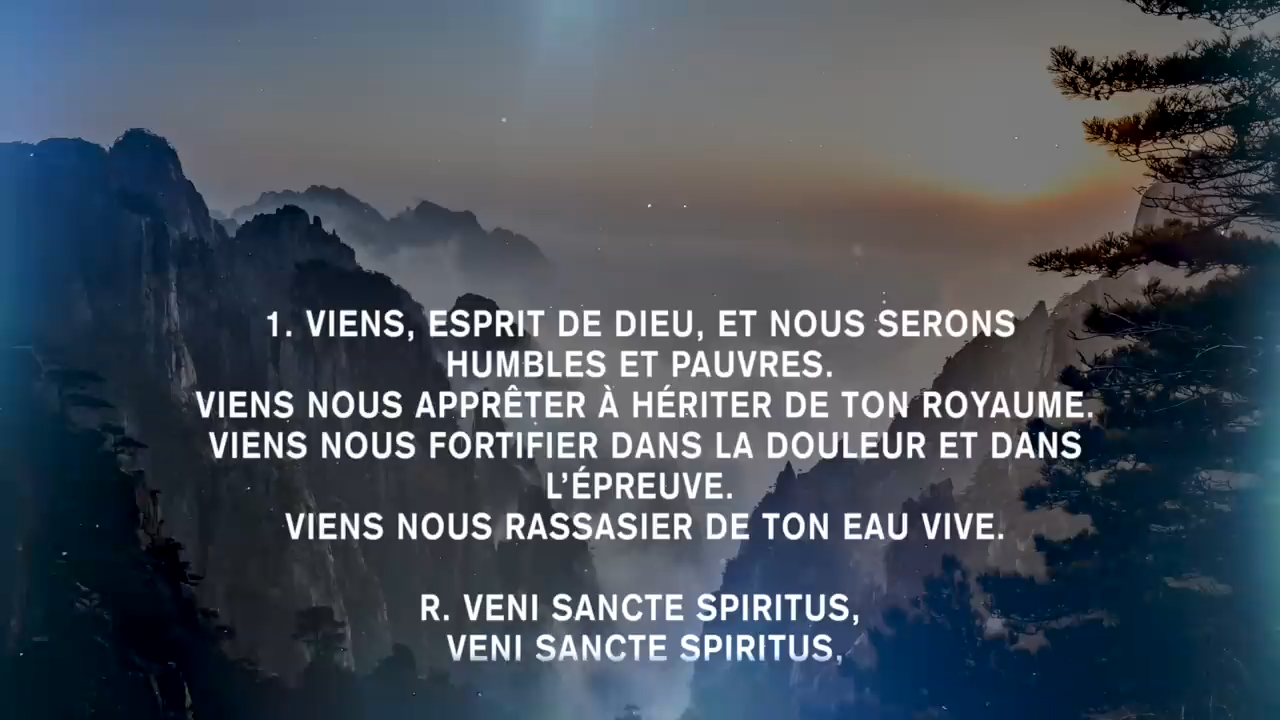 1. VIENS, ESPRIT DE DIEU, ET NOUS SERONS
HUMBLES ET PAUVRES.
VIENS NOUS APPRÊTER À HÉRITER DE TON ROYAUME.
VIENS NOUS FORTIFIER DANS LA DOULEUR ET DANS
L’ÉPREUVE.
VIENS NOUS RASSASIER DE TON EAU VIVE.
R. VENI SANCTE SPIRITUS,
VENI SANCTE SPIRITUS,